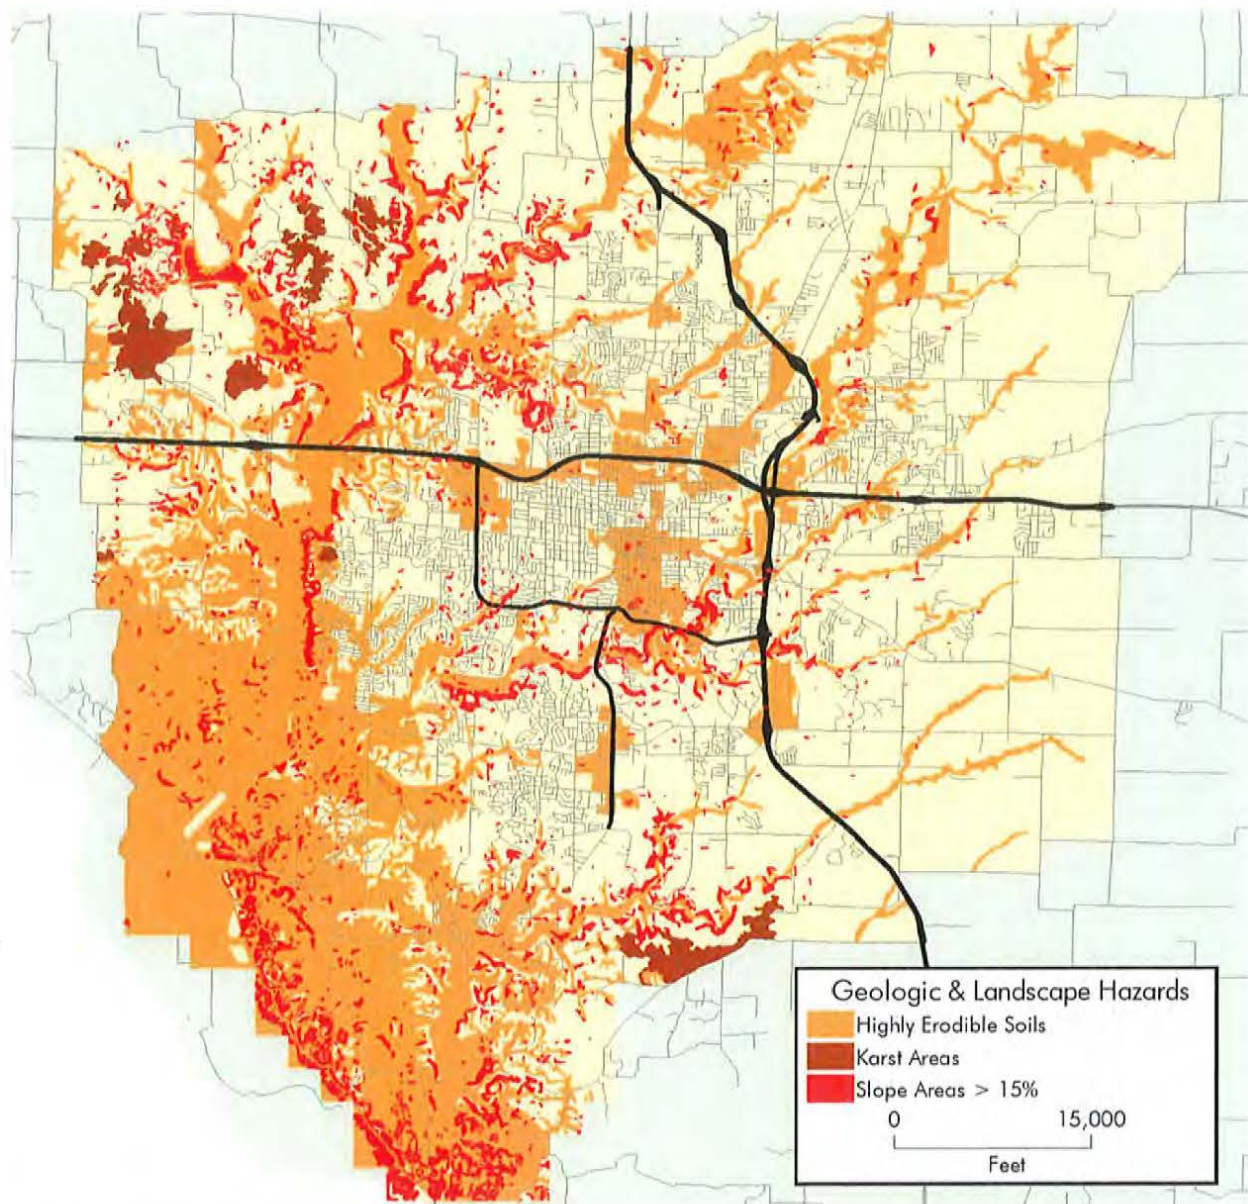 Geologic & Landscape Hazards
Highly Erodible Soils
Karst Areas
Slope Areas > 15%
0 15,000
Feet